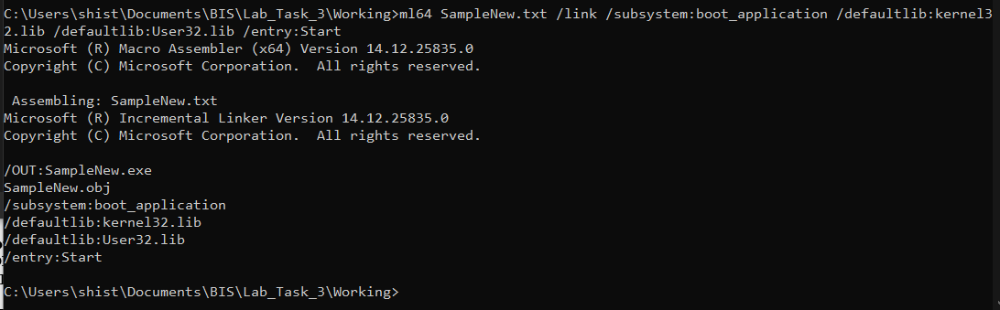 C:\Users\shist\Documents\BIS\Lab_Task_3\Working>ml64 SampleNew.txt /link /subsystem:boot_application /defaultlib:kernel3
2.lib /defaultlib:User32.lib /entry:Start
Microsoft (R) Macro Assembler (x64) Version 14.12.25835.0
Copyright (C) Microsoft Corporation.  All rights reserved.

 Assembling: SampleNew.txt
Microsoft (R) Incremental Linker Version 14.12.25835.0
Copyright (C) Microsoft Corporation.  All rights reserved.

/OUT:SampleNew.exe
SampleNew.obj
/subsystem:boot_application
/defaultlib:kernel32.lib
/defaultlib:User32.lib
/entry:Start

C:\Users\shist\Documents\BIS\Lab_Task_3\Working>